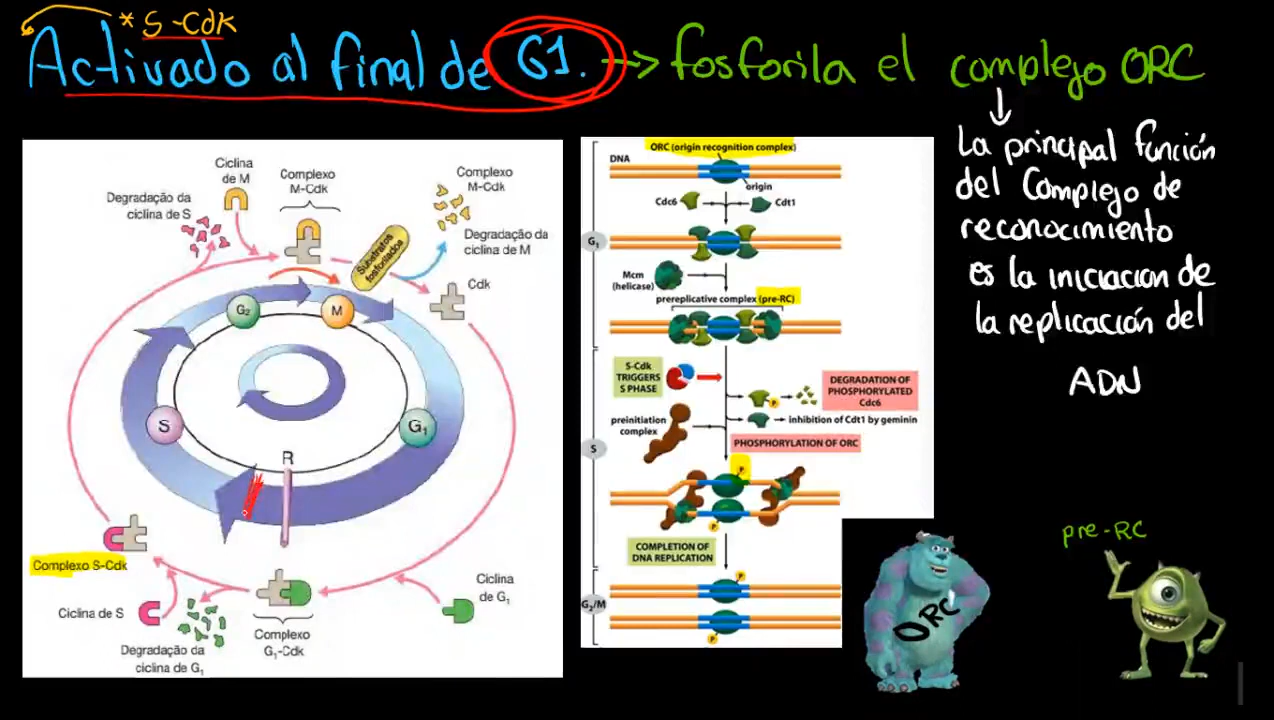 * S-Cdk
Activado al final de G1. → fosforila el complejo ORC
La principal función
del Complejo de
reconocimiento
es la iniciacion de
la replicación del
ADN
Ciclina
de M
Complexo
M-Cdk
Complexo
M-Cdk
Degradação da
ciclina de S
Substratos
fosforilados
Degradação da
ciclina de M
Cdk
G₂
M
S
G₁
R
Complexo S-Cdk
Ciclina de S
Degradação da
ciclina de G₁
Complexo
G₁-Cdk
Ciclina
de G₁
ORC (origin recognition complex)
DNA
origin
Cdc6
Cdt1
G₁
Mcm
(helicase)
prereplicative complex (pre-RC)
S-Cdk
TRIGGERS
S PHASE
P
DEGRADATION OF
PHOSPHORYLATED
Cdc6
preinitiation
complex
inhibition of Cdt1 by geminin
PHOSPHORYLATION OF ORC
S
P
P
COMPLETION OF
DNA REPLICATION
P
G₂/M
P
ORC
pre-RC